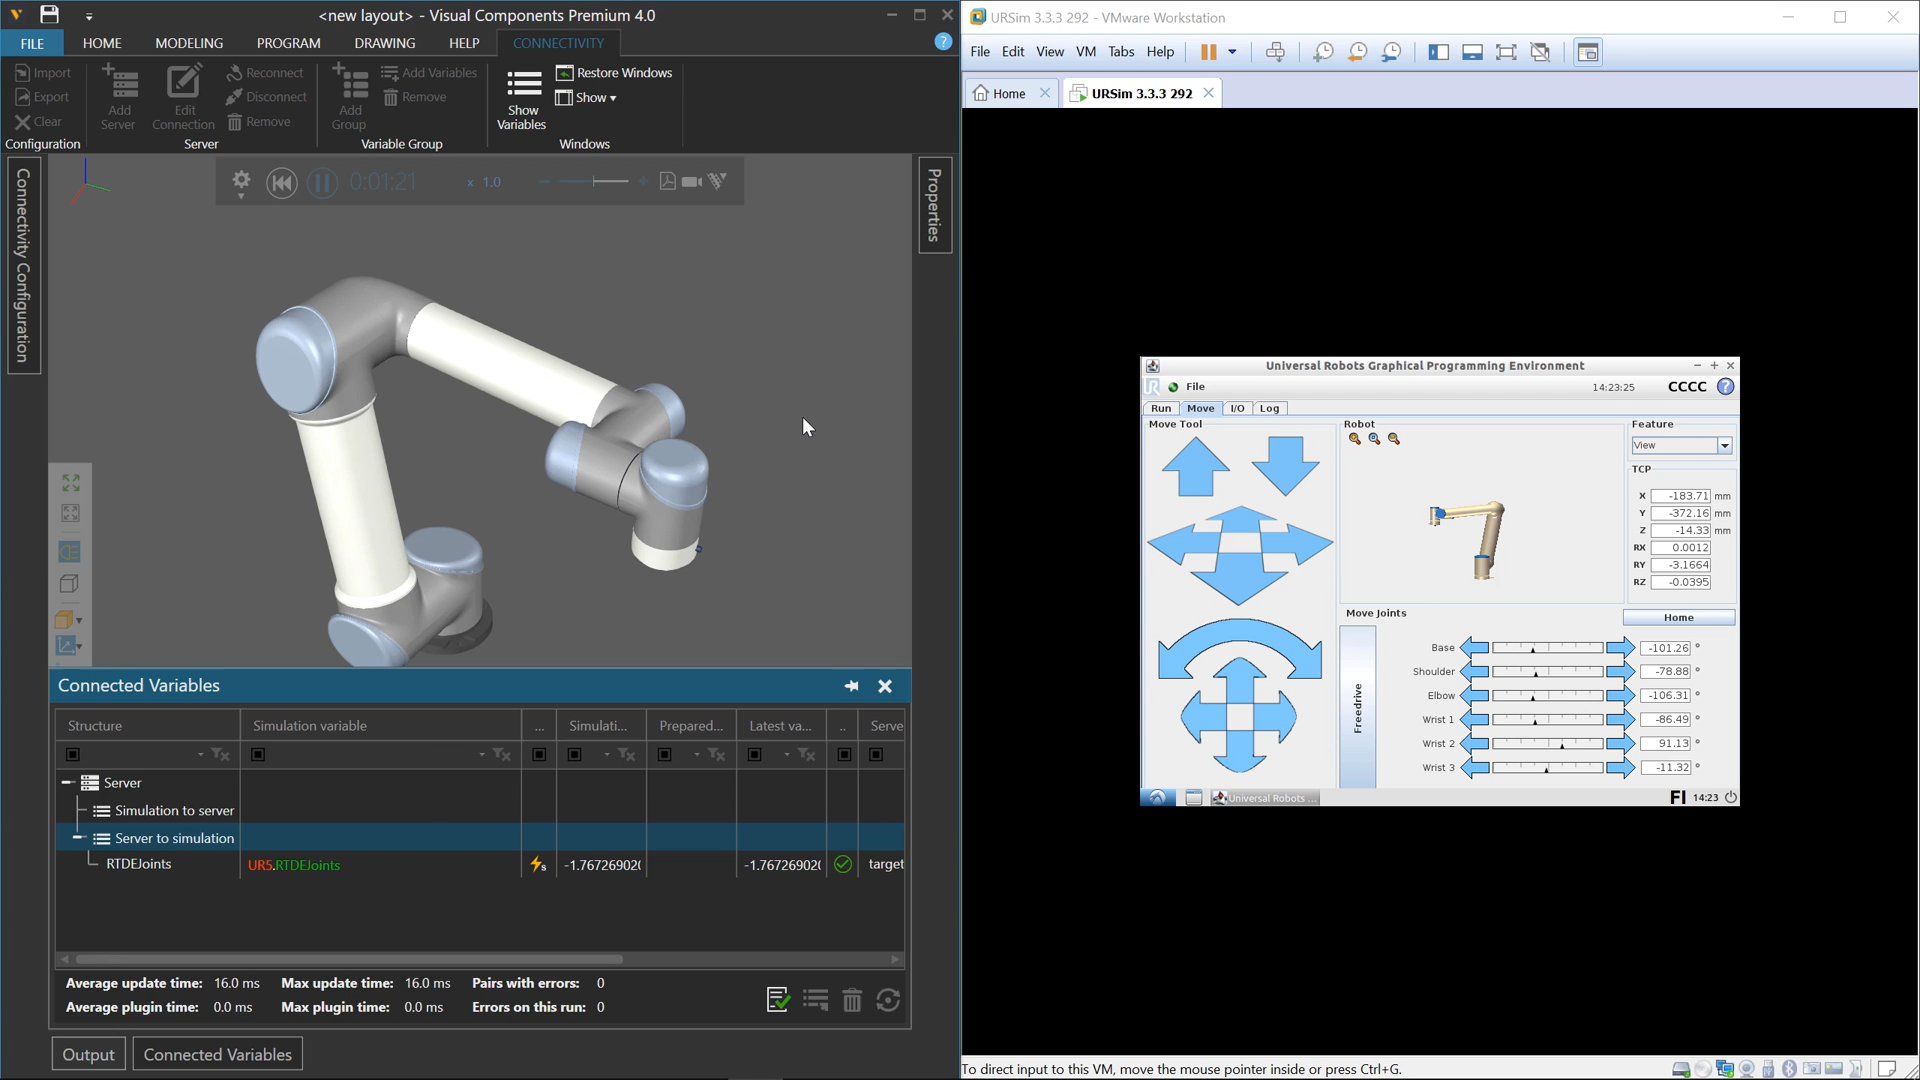 <new layout> - Visual Components Premium 4.0
FILE HOME MODELING PROGRAM DRAWING HELP CONNECTIVITY ?
Import
Export
Clear
Configuration
Add Server
Edit Connection
Reconnect
Disconnect
Remove
Server
Add Group
Add Variables
Remove
Variable Group
Show Variables
Restore Windows
Show
Windows
Connectivity Configuration
0:01:21 x 1.0
Properties
Connected Variables
Structure Simulation variable ... Simulati... Prepared... Latest va... .. Serve
Server
Simulation to server
Server to simulation
RTDEJoints UR5.RTDEJoints s -1.76726902( -1.76726902( target
Average update time: 16.0 ms Max update time: 16.0 ms Pairs with errors: 0
Average plugin time: 0.0 ms Max plugin time: 0.0 ms Errors on this run: 0
Output Connected Variables
URSim 3.3.3 292 - VMware Workstation
File Edit View VM Tabs Help
Home URSim 3.3.3 292
Universal Robots Graphical Programming Environment
UR File 14:23:25 CCCC ?
Run Move I/O Log
Move Tool
Robot
Feature
View
TCP
X -183.71 mm
Y -372.16 mm
Z -14.33 mm
RX 0.0012
RY -3.1664
RZ -0.0395
Move Joints
Home
Freedrive
Base -101.26 °
Shoulder -78.88 °
Elbow -106.31 °
Wrist 1 -86.49 °
Wrist 2 91.13 °
Wrist 3 -11.32 °
Universal Robots ... FI 14:23
To direct input to this VM, move the mouse pointer inside or press Ctrl+G.